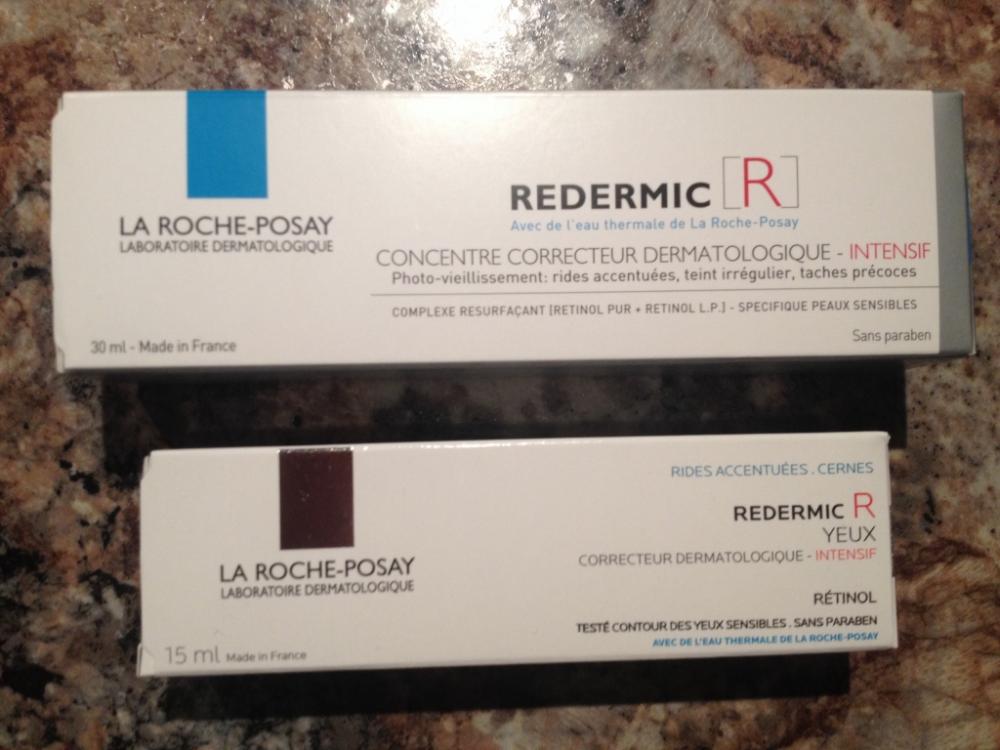 LA ROCHE-POSAY
LABORATOIRE DERMATOLOGIQUE
30 ml - Made in France
REDERMIC [R]
Avec de l'eau thermale de La Roche-Posay
CONCENTRE CORRECTEUR DERMATOLOGIQUE - INTENSIF
Photo-vieillissement: rides accentuées, teint irrégulier, taches précoces
COMPLEXE RESURFAÇANT [RETINOL PUR + RETINOL L.P.] - SPECIFIQUE PEAUX SENSIBLES
Sans paraben
LA ROCHE-POSAY
LABORATOIRE DERMATOLOGIQUE
15 ml Made in France
RIDES ACCENTUÉES . CERNES
REDERMIC R
YEUX
CORRECTEUR DERMATOLOGIQUE - INTENSIF
RÉTINOL
TESTÉ CONTOUR DES YEUX SENSIBLES . SANS PARABEN
AVEC DE L'EAU THERMALE DE LA ROCHE-POSAY